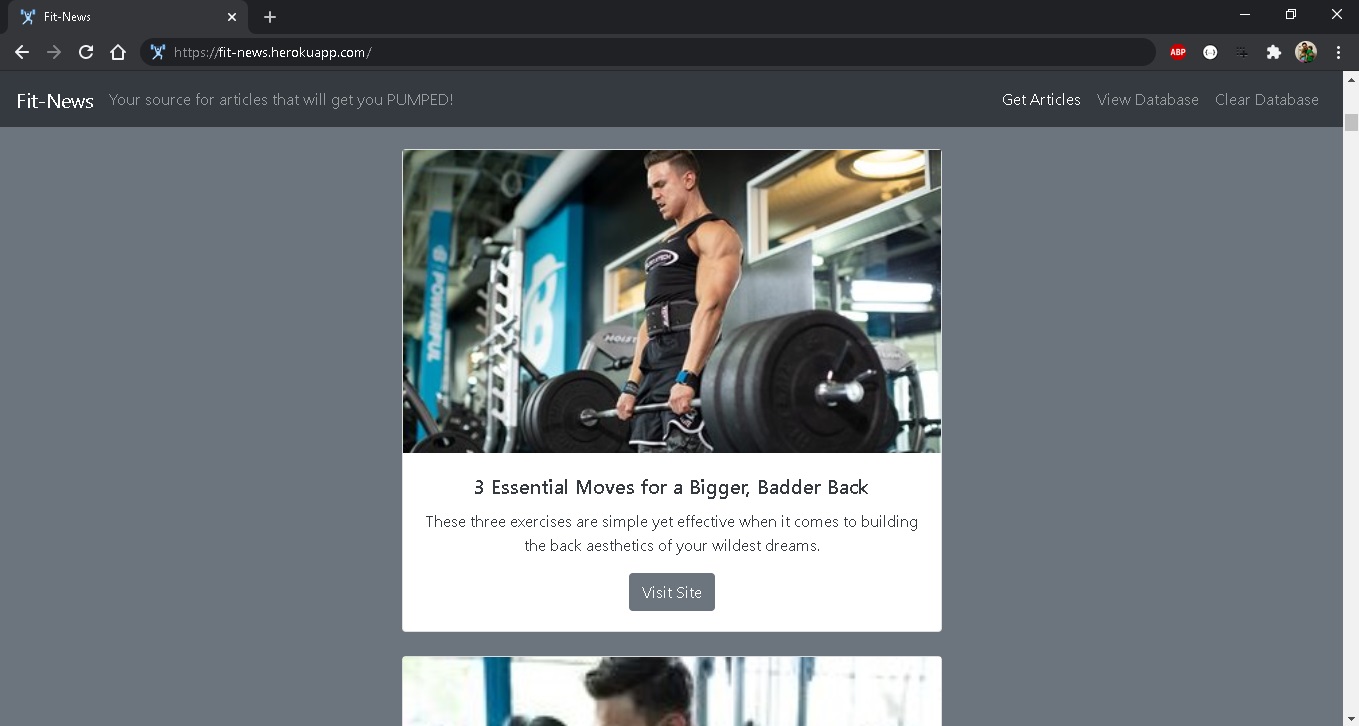 Fit-News
https://fit-news.herokuapp.com/
ABP
Fit-News Your source for articles that will get you PUMPED! Get Articles View Database Clear Database
POWERFUL
B
3 Essential Moves for a Bigger, Badder Back
These three exercises are simple yet effective when it comes to building
the back aesthetics of your wildest dreams.
Visit Site